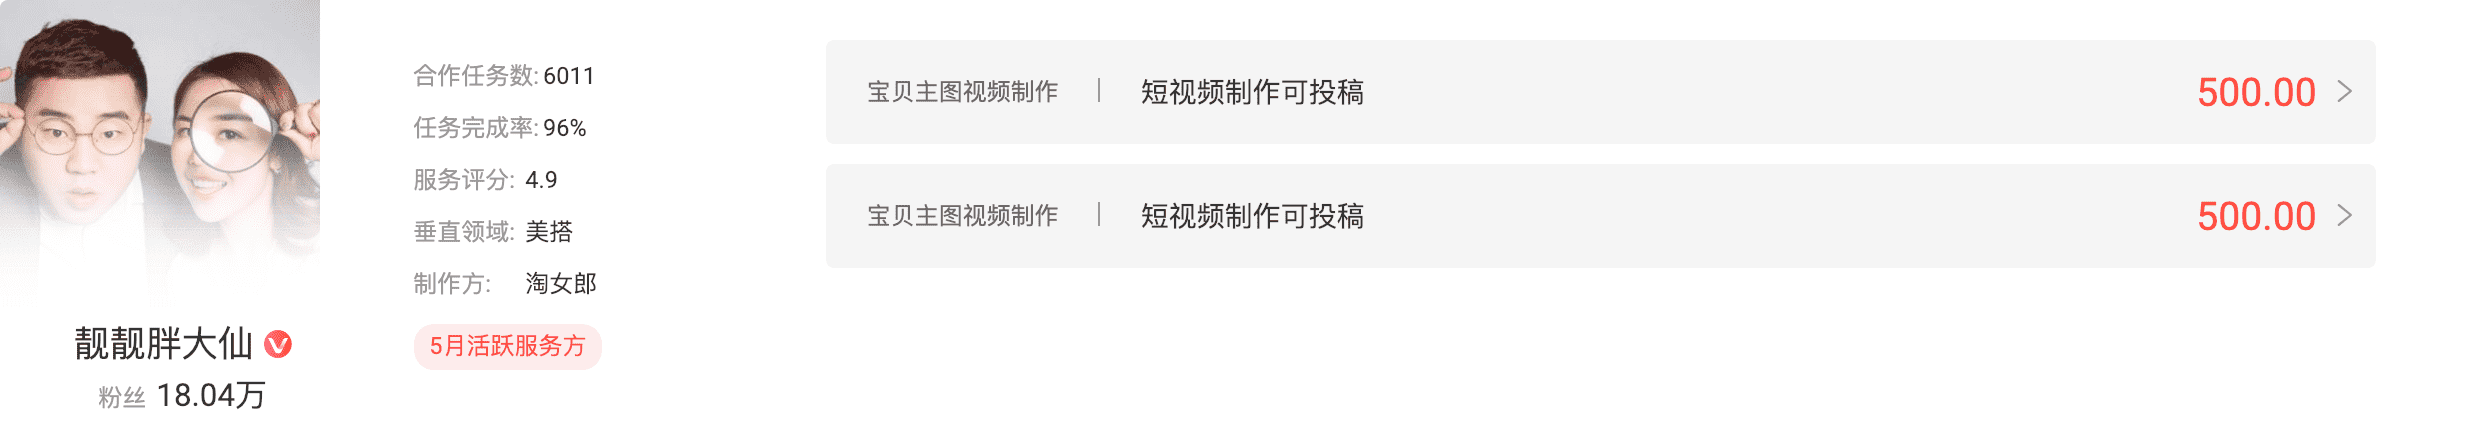 靓靓胖大仙
粉丝 18.04万
合作任务数: 6011
任务完成率: 96%
服务评分: 4.9
垂直领域: 美搭
制作方: 淘女郎
5月活跃服务方
宝贝主图视频制作 | 短视频制作可投稿 500.00 >
宝贝主图视频制作 | 短视频制作可投稿 500.00 >